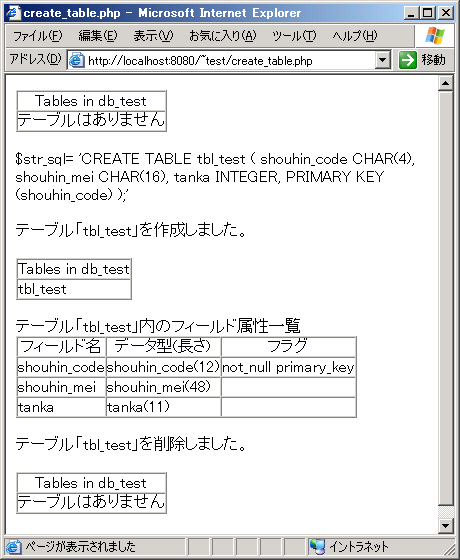 create_table.php - Microsoft Internet Explorer
ファイル(F) 編集(E) 表示(V) お気に入り(A) ツール(T) ヘルプ(H)
アドレス(D) http://localhost:8080/~test/create_table.php 移動
Tables in db_test
テーブルはありません
$str_sql= 'CREATE TABLE tbl_test ( shouhin_code CHAR(4),
shouhin_mei CHAR(16), tanka INTEGER, PRIMARY KEY
(shouhin_code) );'
テーブル「tbl_test」を作成しました。
Tables in db_test
tbl_test
テーブル「tbl_test」内のフィールド属性一覧
フィールド名 データ型(長さ) フラグ
shouhin_code shouhin_code(12) not_null primary_key
shouhin_mei shouhin_mei(48)
tanka tanka(11)
テーブル「tbl_test」を削除しました。
Tables in db_test
テーブルはありません
ページが表示されました イントラネット